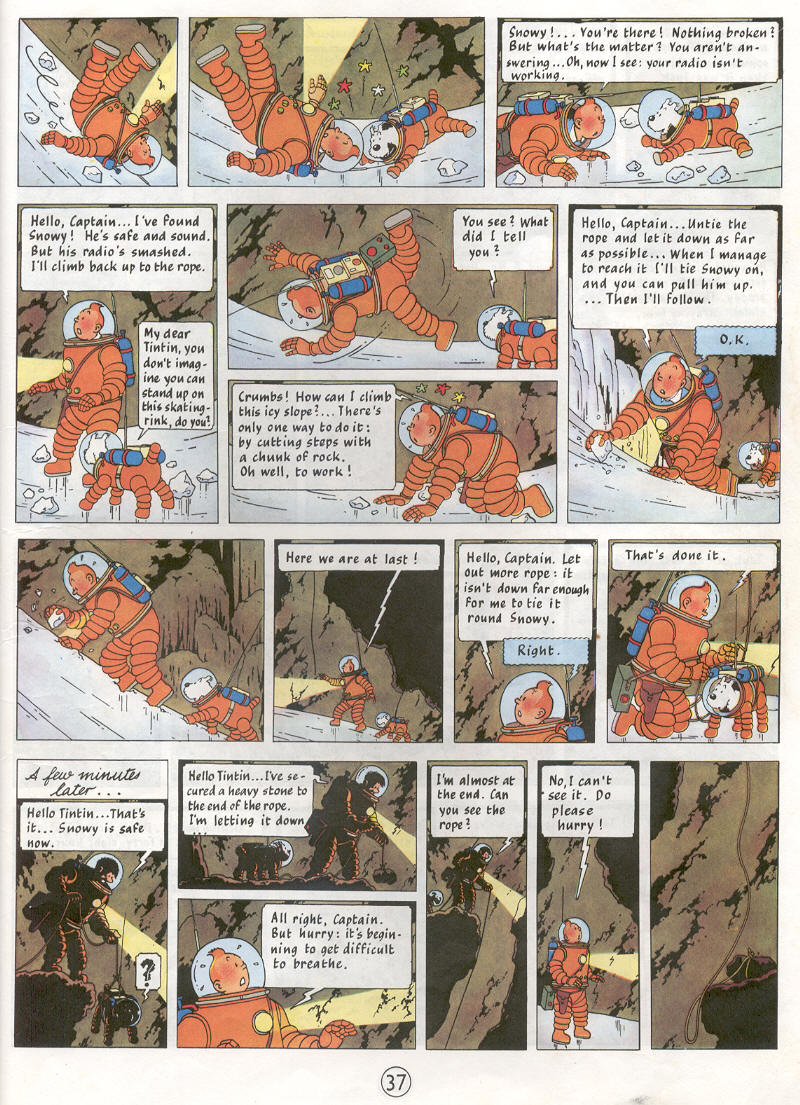 Snowy!... You're there! Nothing broken?
But what's the matter? You aren't an-
swering...Oh, now I see: your radio isn't
working.
Hello, Captain... I've found
Snowy! He's safe and sound.
But his radio's smashed.
I'll climb back up to the rope.
My dear
Tintin, you
don't imag-
ine you can
stand up on
this skating-
rink, do you?
You see? What
did I tell
you?
Crumbs! How can I climb
this icy slope?... There's
only one way to do it:
by cutting steps with
a chunk of rock.
Oh well, to work!
Hello, Captain...Untie the
rope and let it down as far
as possible... When I manage
to reach it I'll tie Snowy on,
and you can pull him up.
... Then I'll follow.
O.K.
Here we are at last!
Hello, Captain. Let
out more rope: it
isn't down far enough
for me to tie it
round Snowy.
Right.
That's done it.
A few minutes
later...
Hello Tintin...That's
it... Snowy is safe
now.
?
Hello Tintin...I've se-
cured a heavy stone to
the end of the rope.
I'm letting it down
...
All right, Captain.
But hurry: it's begin-
ning to get difficult
to breathe.
I'm almost at
the end. Can
you see the
rope?
No, I can't
see it. Do
please
hurry!
37